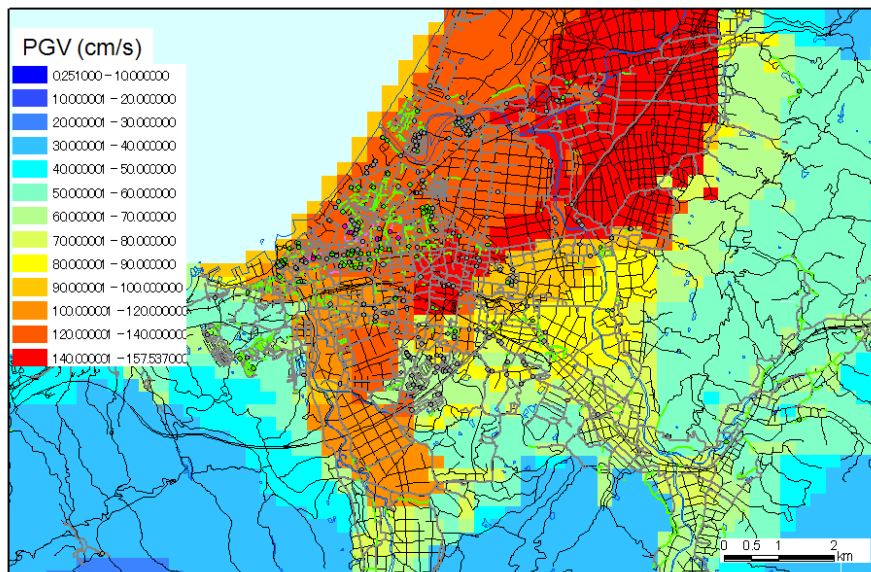 PGV (cm/s)
0.251000 – 10.000000
10.000001 – 20.000000
20.000001 – 30.000000
30.000001 – 40.000000
40.000001 – 50.000000
50.000001 – 60.000000
60.000001 – 70.000000
70.000001 – 80.000000
80.000001 – 90.000000
90.000001 – 100.000000
100.000001 – 120.000000
120.000001 – 140.000000
140.000001 – 157.537000
0 0.5 1 2
km